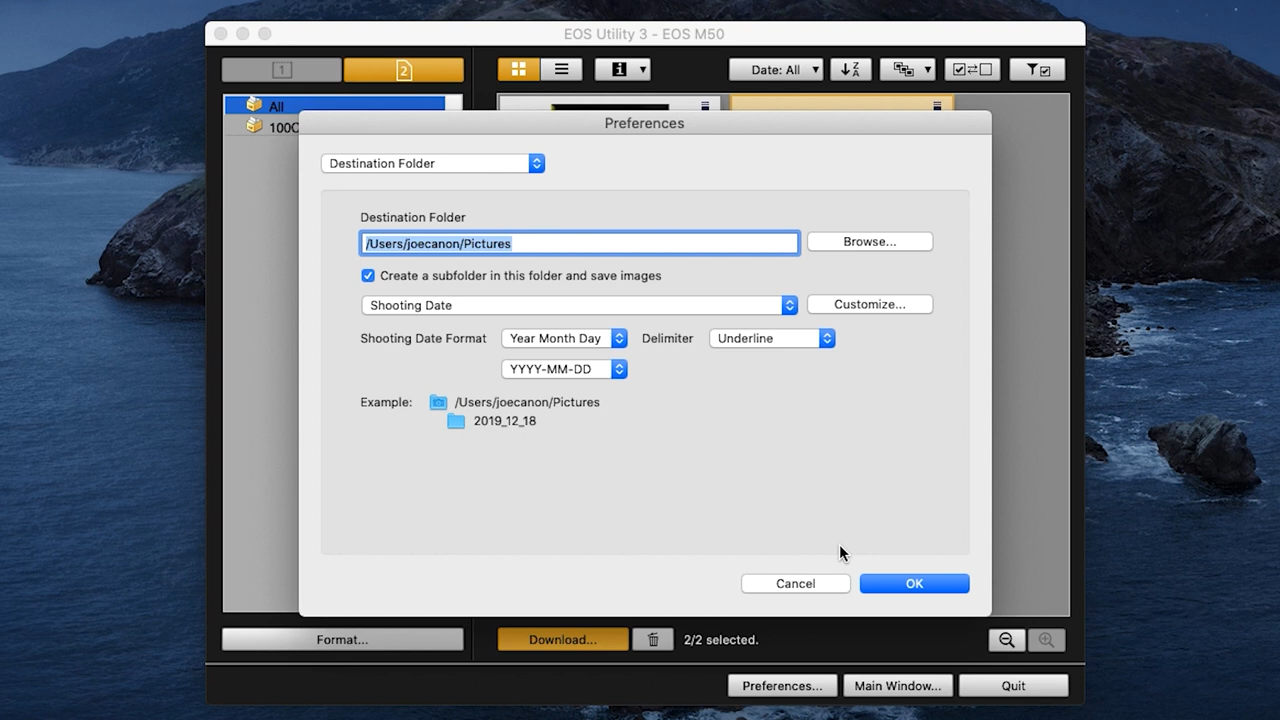 EOS Utility 3 - EOS M50
1
2
Date: All
All
100C
Preferences
Destination Folder
Destination Folder
/Users/joecanon/Pictures
Browse...
Create a subfolder in this folder and save images
Shooting Date
Customize...
Shooting Date Format
Year Month Day
Delimiter
Underline
YYYY-MM-DD
Example:
/Users/joecanon/Pictures
2019_12_18
Cancel
OK
Format...
Download...
2/2 selected.
Preferences...
Main Window...
Quit